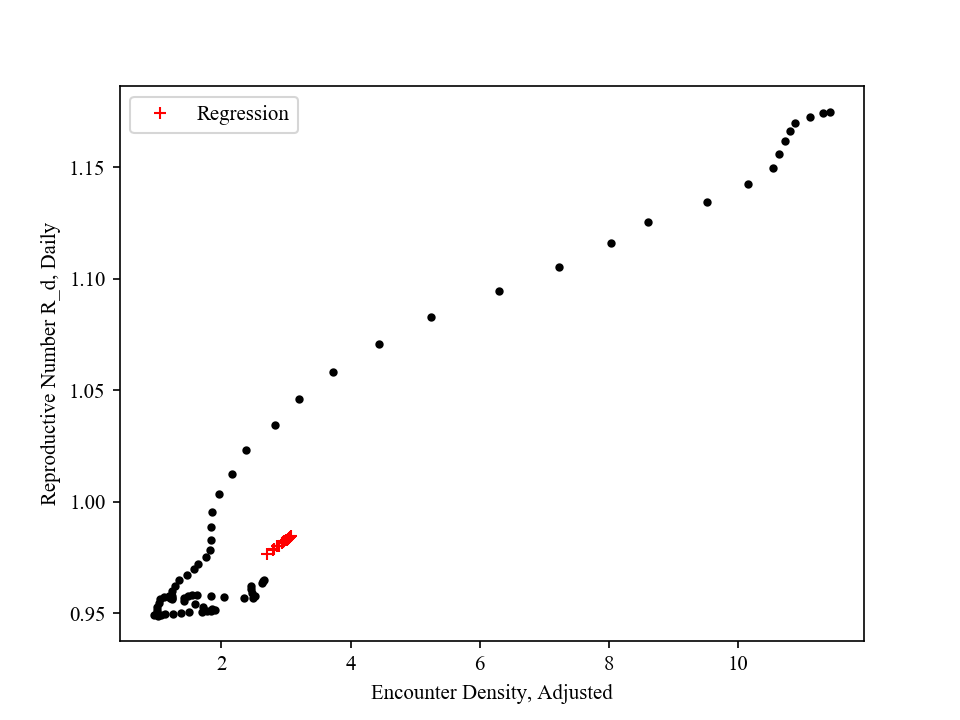 Regression
1.15
1.10
1.05
1.00
0.95
Reproductive Number R_d, Daily
2 4 6 8 10
Encounter Density, Adjusted